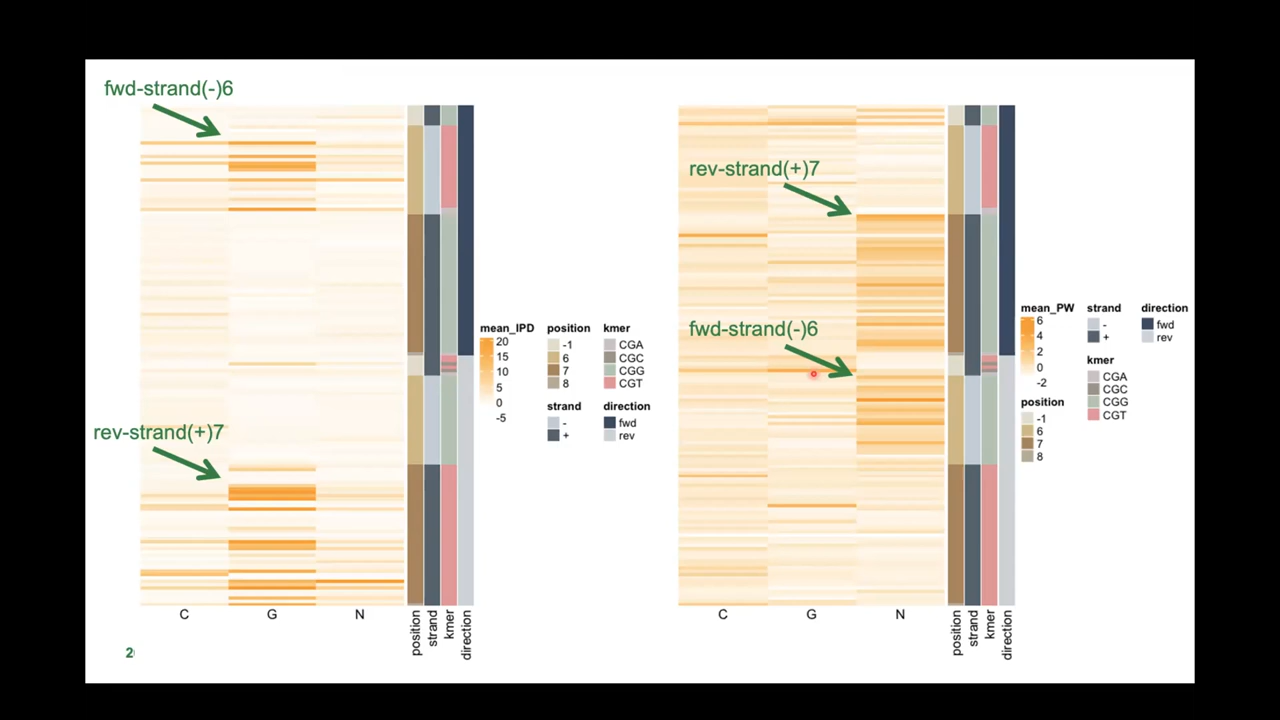 fwd-strand(-)6
rev-strand(+)7
mean_IPD
20
15
10
5
0
-5
position
-1
6
7
8
kmer
CGA
CGC
CGG
CGT
strand
-
+
direction
fwd
rev
C G N
position
strand
kmer
direction
rev-strand(+)7
fwd-strand(-)6
mean_PW
6
4
2
0
-2
strand
-
+
direction
fwd
rev
kmer
CGA
CGC
CGG
CGT
position
-1
6
7
8
C G N
position
strand
kmer
direction